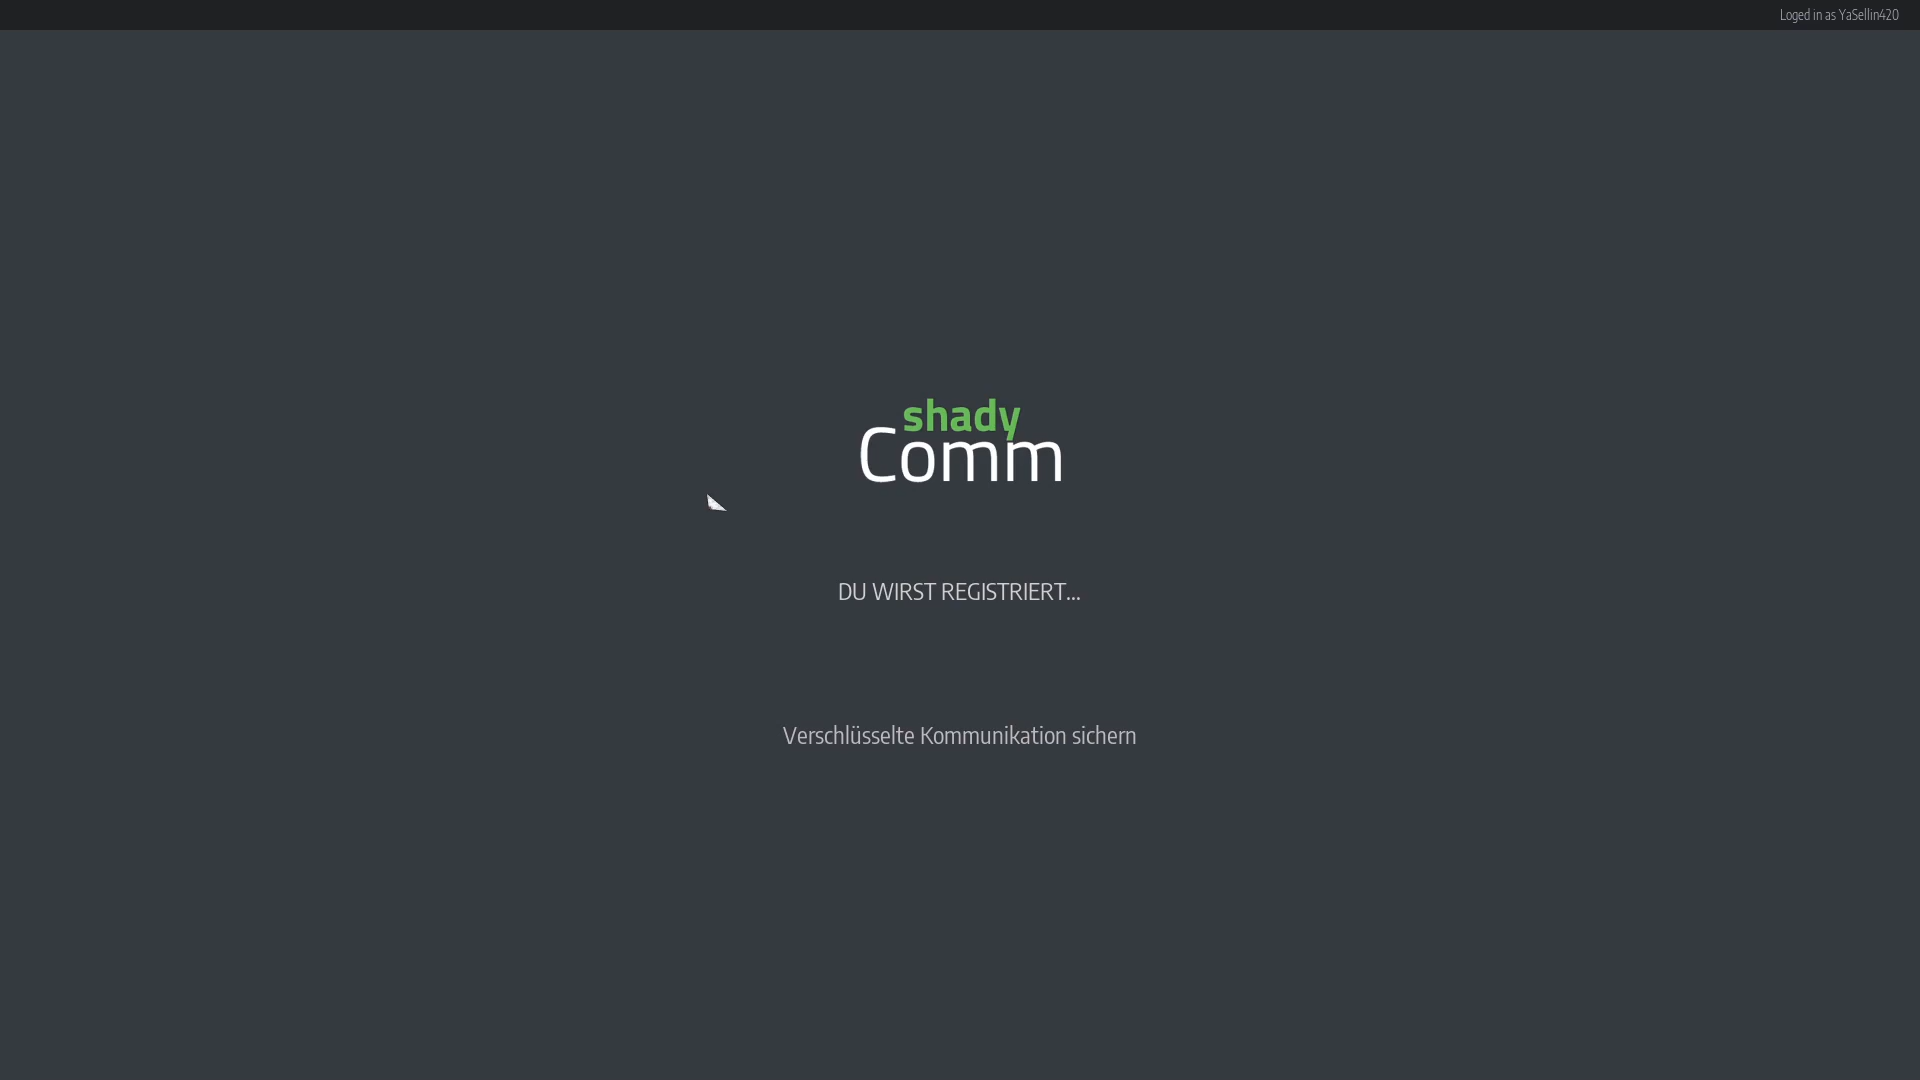 Loged in as YaSellin420
shady
Comm
DU WIRST REGISTRIERT...
Verschlüsselte Kommunikation sichern